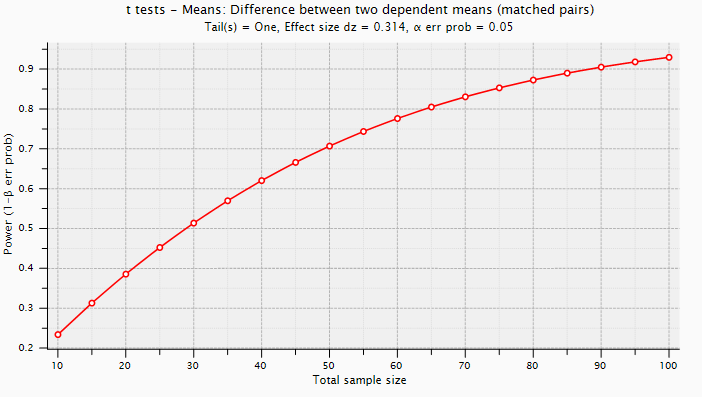 t tests - Means: Difference between two dependent means (matched pairs)
Tail(s) = One, Effect size dz = 0.314, α err prob = 0.05
Power (1-β err prob)
0.9
0.8
0.7
0.6
0.5
0.4
0.3
0.2
10 20 30 40 50 60 70 80 90 100
Total sample size